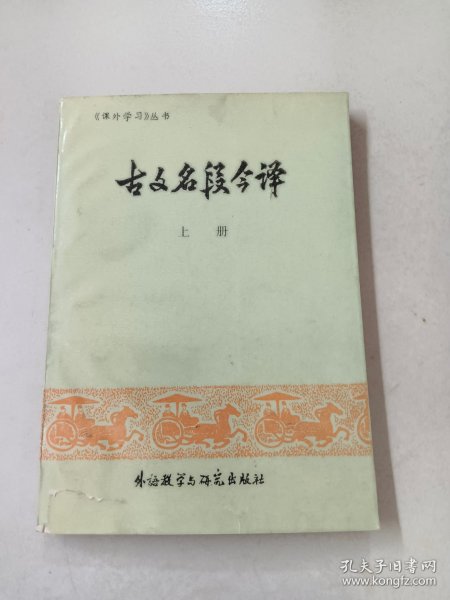 《课外学习》丛书
古文名段今译
上 册
外语教学与研究出版社
孔夫子旧书网
www.kongfz.com